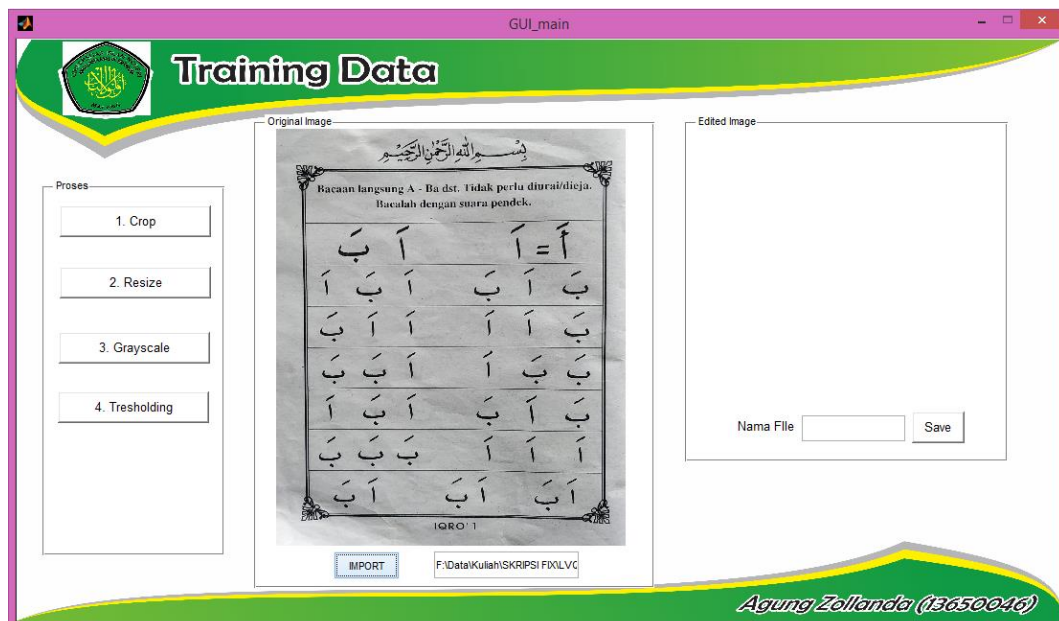 GUI_main
Training Data
Proses
1. Crop
2. Resize
3. Grayscale
4. Tresholding
Original Image
بِسْــــمِ اللهِ الرَّحْمٰنِ الرَّحِيْمِ
Bacaan langsung A - Ba dst. Tidak perlu diurai/dieja.
Bacalah dengan suara pendek.
أَ = اَ اَ بَ
بَ اَ بَ اَ بَ اَ
بَ اَ اَ اَ اَ بَ
بَ بَ اَ اَ بَ بَ
بَ اَ بَ اَ بَ اَ
اَ اَ اَ بَ بَ بَ
اَ بَ اَ بَ اَ بَ
IQRO' 1
IMPORT
F:\Data\Kuliah\SKRIPSI FIX\LVC
Edited Image
Nama FIle
Save
Agung Zollanda (13650046)